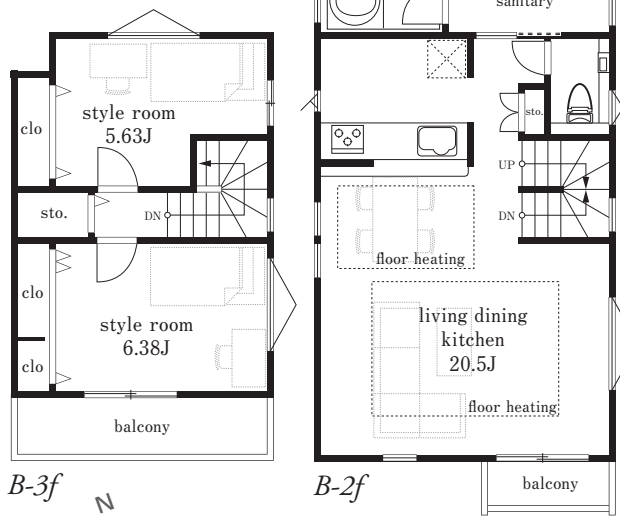 style room
5.63J
clo
sto.
DN
clo
style room
6.38J
clo
balcony
B-3f
N
sanitary
sto.
UP
DN
floor heating
living dining
kitchen
20.5J
floor heating
balcony
B-2f